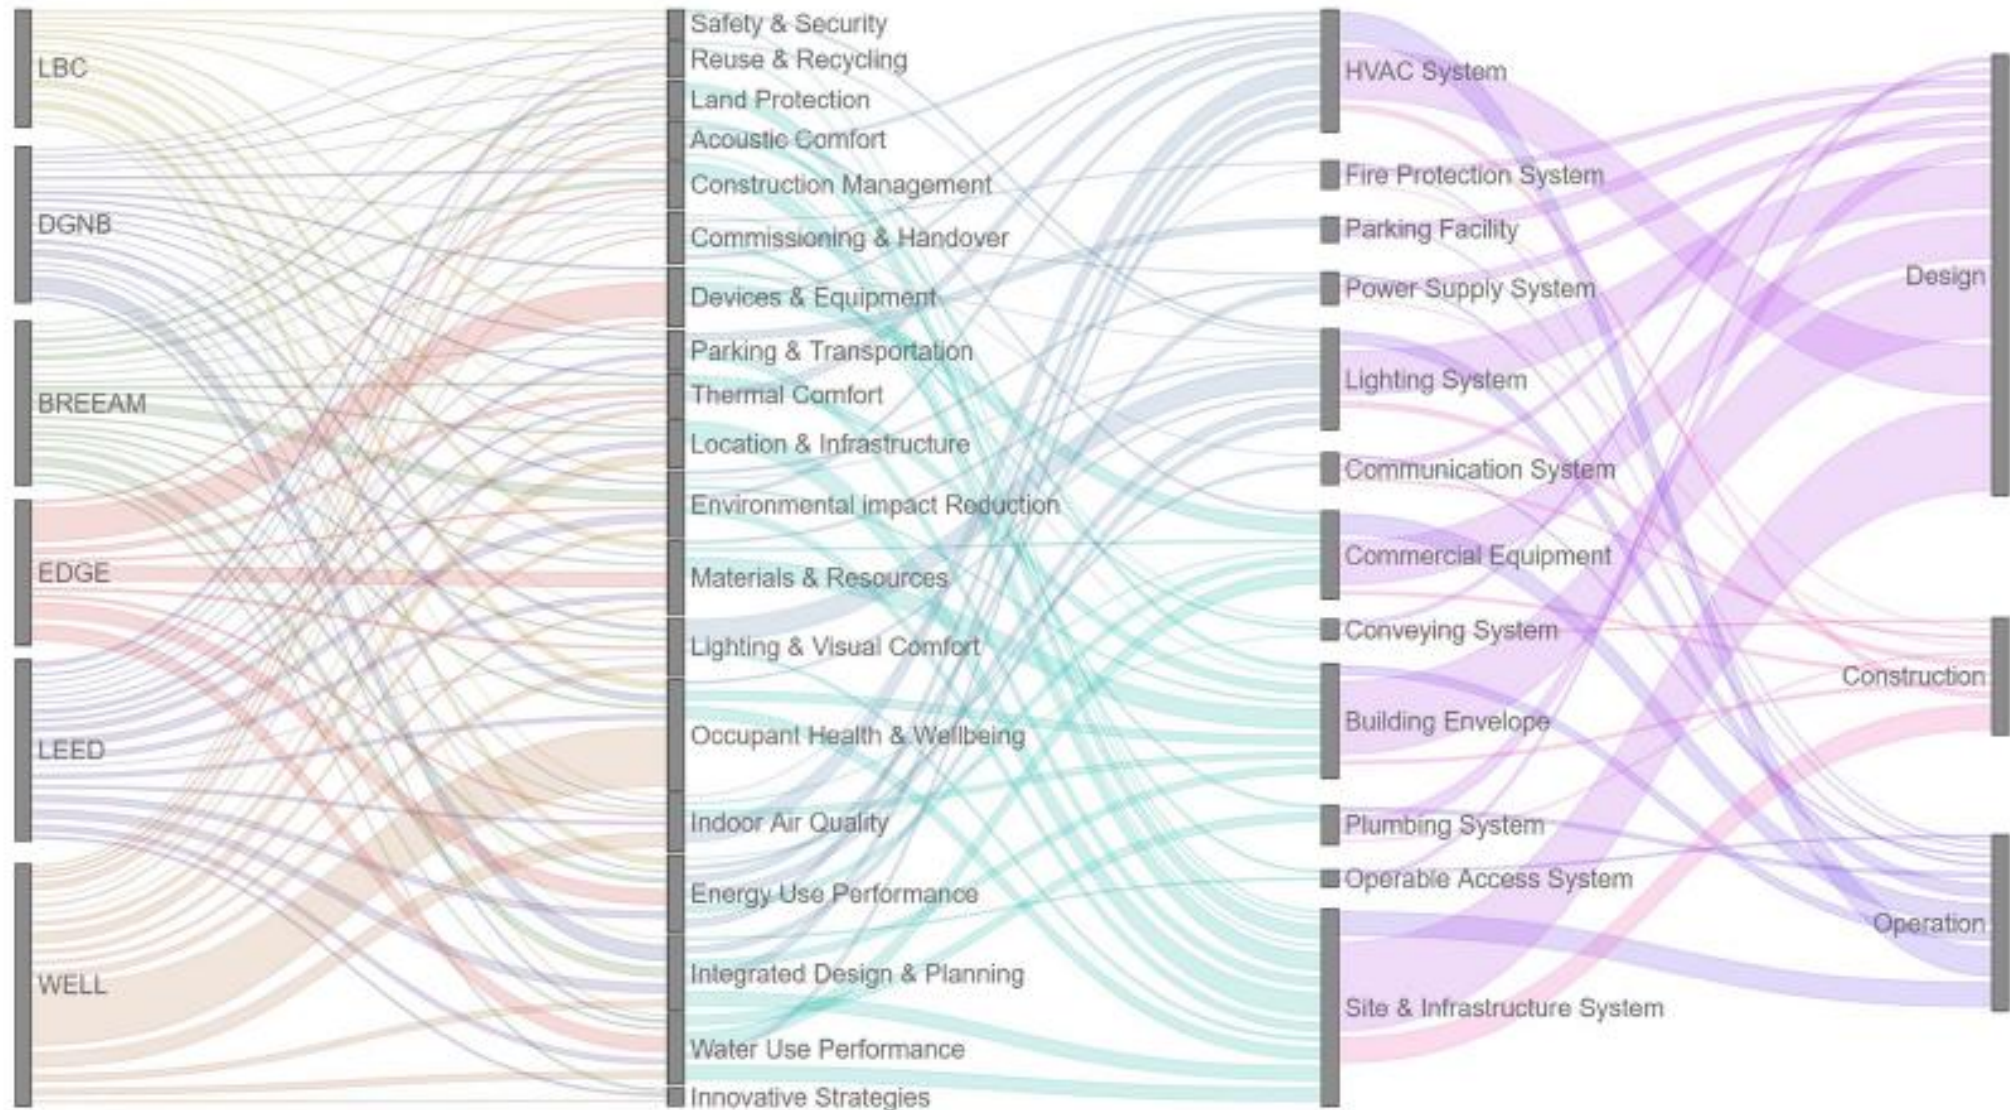 LBC
DGNB
BREEAM
EDGE
LEED
WELL
Safety & Security
Reuse & Recycling
Land Protection
Acoustic Comfort
Construction Management
Commissioning & Handover
Devices & Equipment
Parking & Transportation
Thermal Comfort
Location & Infrastructure
Environmental impact Reduction
Materials & Resources
Lighting & Visual Comfort
Occupant Health & Wellbeing
Indoor Air Quality
Energy Use Performance
Integrated Design & Planning
Water Use Performance
Innovative Strategies
HVAC System
Fire Protection System
Parking Facility
Power Supply System
Lighting System
Communication System
Commercial Equipment
Conveying System
Building Envelope
Plumbing System
Operable Access System
Site & Infrastructure System
Design
Construction
Operation